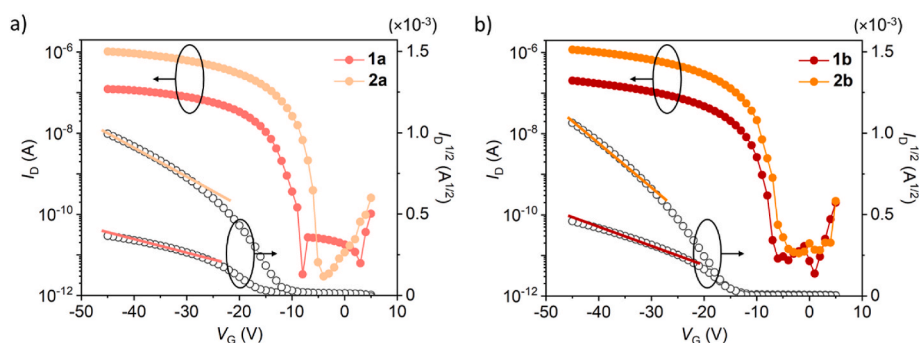 a)
(×10⁻³)
1a
2a
10⁻⁶
10⁻⁸
10⁻¹⁰
10⁻¹²
I_D (A)
1.5
1.0
0.5
0
I_D^1/2 (A^1/2)
-50 -40 -30 -20 -10 0 10
V_G (V)
b)
(×10⁻³)
1b
2b
10⁻⁶
10⁻⁸
10⁻¹⁰
10⁻¹²
I_D (A)
1.5
1.0
0.5
0
I_D^1/2 (A^1/2)
-50 -40 -30 -20 -10 0 10
V_G (V)